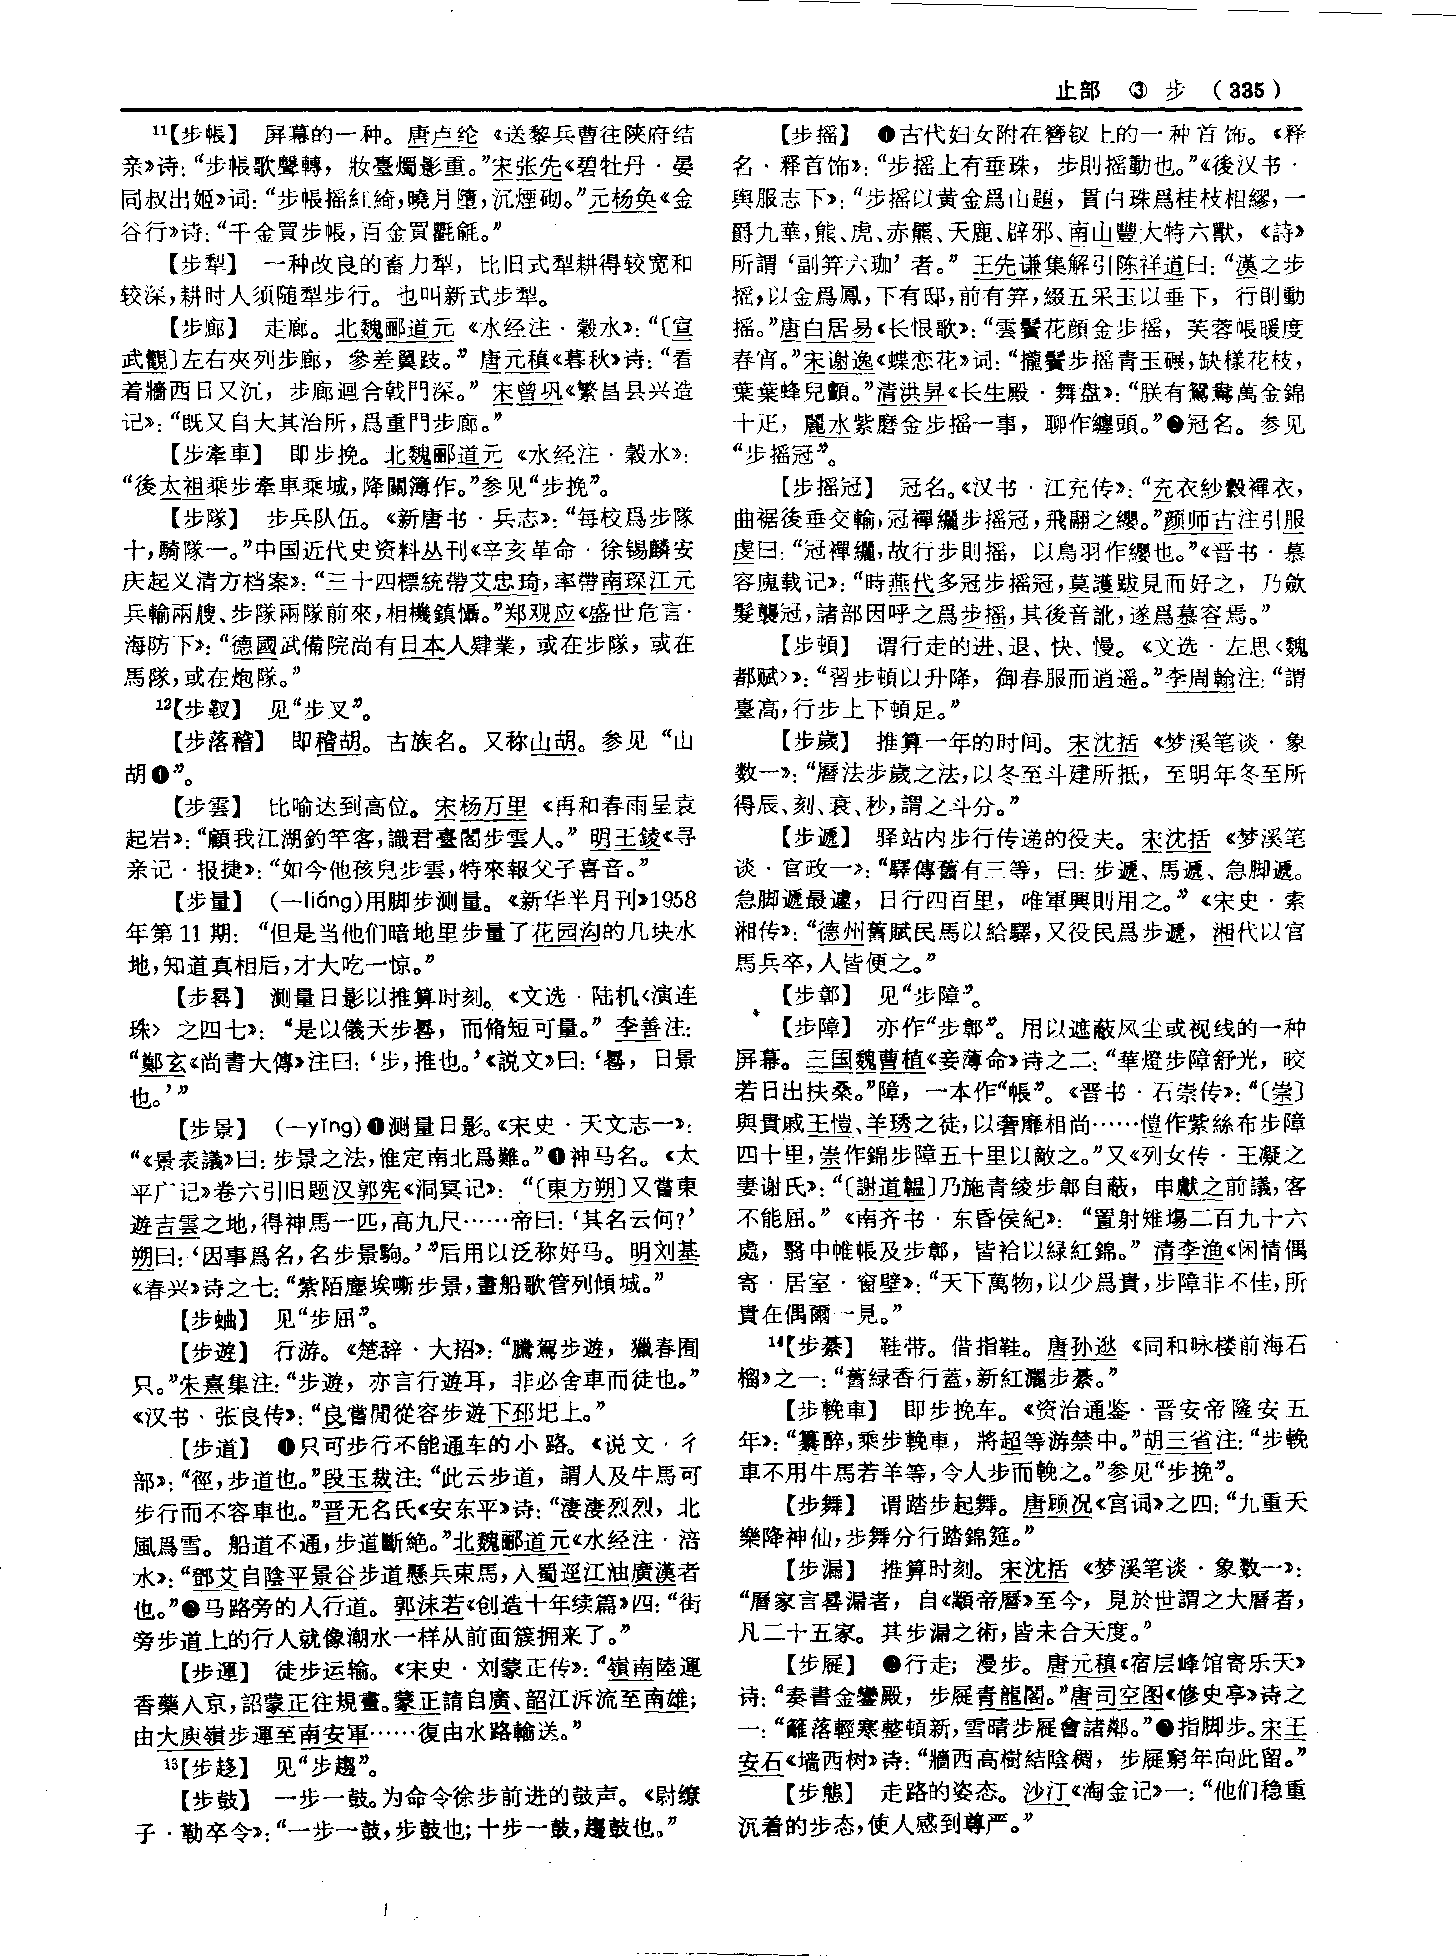 止部 ③ 步 （335）
¹¹【步帳】 屏幕的一种。唐卢纶《送黎兵曹往陕府结
亲》诗：“步帳歌聲轉，妝臺燭影重。”宋张先《碧牡丹·晏
同叔出姬》词：“步帳摇紅綺，曉月墮，沉煙砌。”元杨奂《金
谷行》诗：“千金買步帳，百金買氍毹。”
【步犁】 一种改良的畜力犁，比旧式犁耕得较宽和
较深，耕时人须随犁步行。也叫新式步犁。
【步廊】 走廊。北魏郦道元《水经注·穀水》：“〔宣
武觀〕左右夾列步廊，參差翼跂。”唐元稹《暮秋》诗：“看
着牆西日又沉，步廊迴合戟門深。”宋曾巩《繁昌县兴造
记》：“既又自大其治所，爲重門步廊。”
【步牽車】 即步挽。北魏郦道元《水经注·穀水》：
“後太祖乘步牽車乘城，降關簿作。”参见“步挽”。
【步隊】 步兵队伍。《新唐书·兵志》：“每校爲步隊
十，騎隊一。”中国近代史资料丛刊《辛亥革命·徐锡麟安
庆起义清方档案》：“三十四標統帶艾忠琦，率帶南琛江元
兵輪兩艘、步隊兩隊前來，相機鎮懾。”郑观应《盛世危言·
海防下》：“德國武備院尚有日本人肄業，或在步隊，或在
馬隊，或在炮隊。”
¹²【步靫】 见“步叉”。
【步落稽】 即稽胡。古族名。又称山胡。参见“山
胡❶”。
【步雲】 比喻达到高位。宋杨万里《再和春雨呈袁
起岩》：“顧我江湖釣竿客，識君臺閣步雲人。”明王錂《寻
亲记·报捷》：“如今他孩兒步雲，特來報父子喜音。”
【步量】 （—liáng）用脚步测量。《新华半月刊》1958
年第11期：“但是当他们暗地里步量了花园沟的几块水
地，知道真相后，才大吃一惊。”
【步晷】 测量日影以推算时刻。《文选·陆机〈演连
珠〉之四七》：“是以儀天步晷，而脩短可量。”李善注：
“鄭玄《尚書大傳》注曰：‘步，推也。’《説文》曰：‘晷，日景
也。’”
【步景】 （—yǐng）❶测量日影。《宋史·天文志一》：
“《景表議》曰：步景之法，惟定南北爲難。”❶神马名。《太
平广记》卷六引旧题汉郭宪《洞冥记》：“〔東方朔〕又嘗東
遊吉雲之地，得神馬一匹，高九尺……帝曰：‘其名云何？’
朔曰：‘因事爲名，名步景駒。’”后用以泛称好马。明刘基
《春兴》诗之七：“紫陌塵埃嘶步景，畫船歌管列傾城。”
【步蛐】 见“步屈”。
【步遊】 行游。《楚辞·大招》：“騰駕步遊，獵春囿
只。”朱熹集注：“步遊，亦言行遊耳，非必舍車而徒也。”
《汉书·张良传》：“良嘗閒從容步遊下邳圯上。”
【步道】 ❶只可步行不能通车的小路。《说文·彳
部》：“徑，步道也。”段玉裁注：“此云步道，謂人及牛馬可
步行而不容車也。”晋无名氏《安东平》诗：“淒淒烈烈，北
風爲雪。船道不通，步道斷絶。”北魏郦道元《水经注·涪
水》：“鄧艾自陰平景谷步道懸兵束馬，入蜀逕江油廣漢者
也。”❷马路旁的人行道。郭沫若《创造十年续篇》四：“街
旁步道上的行人就像潮水一样从前面簇拥来了。”
【步運】 徒步运输。《宋史·刘蒙正传》：“嶺南陸運
香藥入京，詔蒙正往規畫。蒙正請自廣、韶江泝流至南雄；
由大庾嶺步運至南安軍……復由水路輸送。”
¹³【步趍】 见“步趨”。
【步鼓】 一步一鼓。为命令徐步前进的鼓声。《尉缭
子·勒卒令》：“一步一鼓，步鼓也；十步一鼓，趨鼓也。”
【步摇】 ❶古代妇女附在簪钗上的一种首饰。《释
名·释首饰》：“步摇上有垂珠，步則摇動也。”《後汉书·
舆服志下》：“步摇以黄金爲山題，貫白珠爲桂枝相繆，一
爵九華，熊、虎、赤羆、天鹿、辟邪、南山豐大特六獸，《詩》
所謂‘副笄六珈’者。”王先谦集解引陈祥道曰：“漢之步
摇，以金爲鳳，下有邸，前有笄，綴五采玉以垂下，行則動
摇。”唐白居易《长恨歌》：“雲鬢花顔金步摇，芙蓉帳暖度
春宵。”宋谢逸《蝶恋花》词：“攏鬢步摇青玉碾，缺樣花枝，
葉葉蜂兒顫。”清洪昇《长生殿·舞盘》：“朕有鴛鴦萬金錦
十疋，麗水紫磨金步摇一事，聊作纏頭。”❷冠名。参见
“步摇冠”。
【步摇冠】 冠名。《汉书·江充传》：“充衣紗縠襌衣，
曲裾後垂交輸，冠襌纚步摇冠，飛翮之纓。”颜师古注引服
虔曰：“冠襌纚，故行步則摇，以鳥羽作纓也。”《晋书·慕
容廆载记》：“時燕代多冠步摇冠，莫護跋見而好之，乃斂
髮襲冠，諸部因呼之爲步摇，其後音訛，遂爲慕容焉。”
【步頓】 谓行走的进、退、快、慢。《文选·左思〈魏
都赋〉》：“習步頓以升降，御春服而逍遥。”李周翰注：“謂
臺高，行步上下頓足。”
【步歲】 推算一年的时间。宋沈括《梦溪笔谈·象
数一》：“曆法步歲之法，以冬至斗建所抵，至明年冬至所
得辰、刻、衰、秒，謂之斗分。”
【步遞】 驿站内步行传递的役夫。宋沈括《梦溪笔
谈·官政一》：“驛傳舊有三等，曰：步遞、馬遞、急脚遞。
急脚遞最遽，日行四百里，唯軍興則用之。”《宋史·索
湘传》：“德州舊賦民馬以給驛，又役民爲步遞，湘代以官
馬兵卒，人皆便之。”
【步鄣】 见“步障”。
【步障】 亦作“步鄣”。用以遮蔽风尘或视线的一种
屏幕。三国魏曹植《妾薄命》诗之二：“華燈步障舒光，皎
若日出扶桑。”障，一本作“帳”。《晋书·石崇传》：“〔崇〕
與貴戚王愷、羊琇之徒，以奢靡相尚……愷作紫絲布步障
四十里，崇作錦步障五十里以敵之。”又《列女传·王凝之
妻谢氏》：“〔謝道韞〕乃施青綾步鄣自蔽，申獻之前議，客
不能屈。”《南齐书·东昏侯紀》：“置射雉場二百九十六
處，翳中帷帳及步鄣，皆袷以緑紅錦。”清李渔《闲情偶
寄·居室·窗壁》：“天下萬物，以少爲貴，步障非不佳，所
貴在偶爾一見。”
¹⁴【步綦】 鞋带。借指鞋。唐孙逖《同和咏楼前海石
榴》之一：“舊緑香行蓋，新紅灑步綦。”
【步輓車】 即步挽车。《资治通鉴·晋安帝隆安五
年》：“纂醉，乘步輓車，將超等游禁中。”胡三省注：“步輓
車不用牛馬若羊等，令人步而輓之。”参见“步挽”。
【步舞】 谓踏步起舞。唐顾况《宫词》之四：“九重天
樂降神仙，步舞分行踏錦筵。”
【步漏】 推算时刻。宋沈括《梦溪笔谈·象数一》：
“曆家言晷漏者，自《顓帝曆》至今，見於世謂之大曆者，
凡二十五家。其步漏之術，皆未合天度。”
【步屧】 ❶行走；漫步。唐元稹《宿层峰馆寄乐天》
诗：“奏書金鑾殿，步屧青龍閣。”唐司空图《修史亭》诗之
一：“籬落輕寒整頓新，雪晴步屧會諸鄰。”❷指脚步。宋王
安石《墙西树》诗：“牆西高樹結陰稠，步屧窮年向此留。”
【步態】 走路的姿态。沙汀《淘金记》一：“他们稳重
沉着的步态，使人感到尊严。”